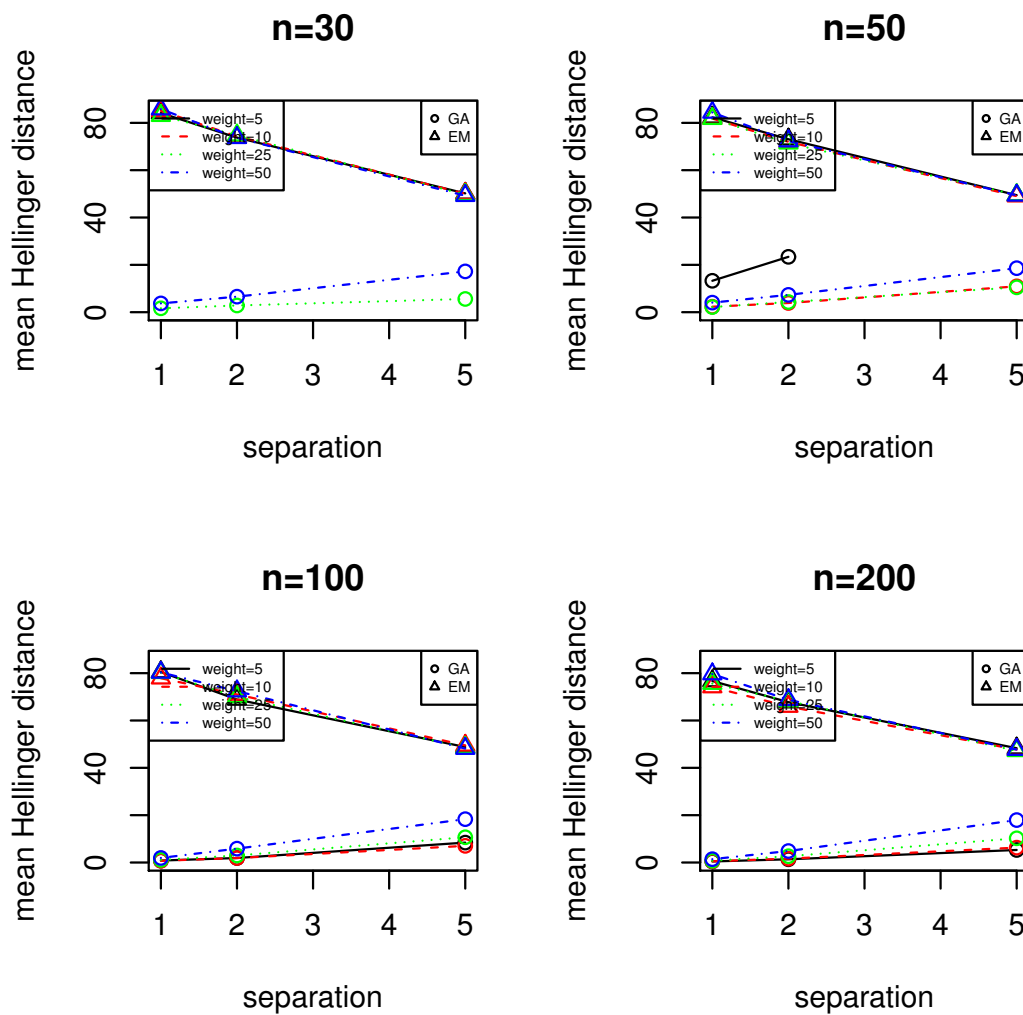 n=30
mean Hellinger distance
80
40
0
weight=5
weight=10
weight=25
weight=50
GA
EM
1 2 3 4 5
separation
n=50
mean Hellinger distance
80
40
0
weight=5
weight=10
weight=25
weight=50
GA
EM
1 2 3 4 5
separation
n=100
mean Hellinger distance
80
40
0
weight=5
weight=10
weight=25
weight=50
GA
EM
1 2 3 4 5
separation
n=200
mean Hellinger distance
80
40
0
weight=5
weight=10
weight=25
weight=50
GA
EM
1 2 3 4 5
separation